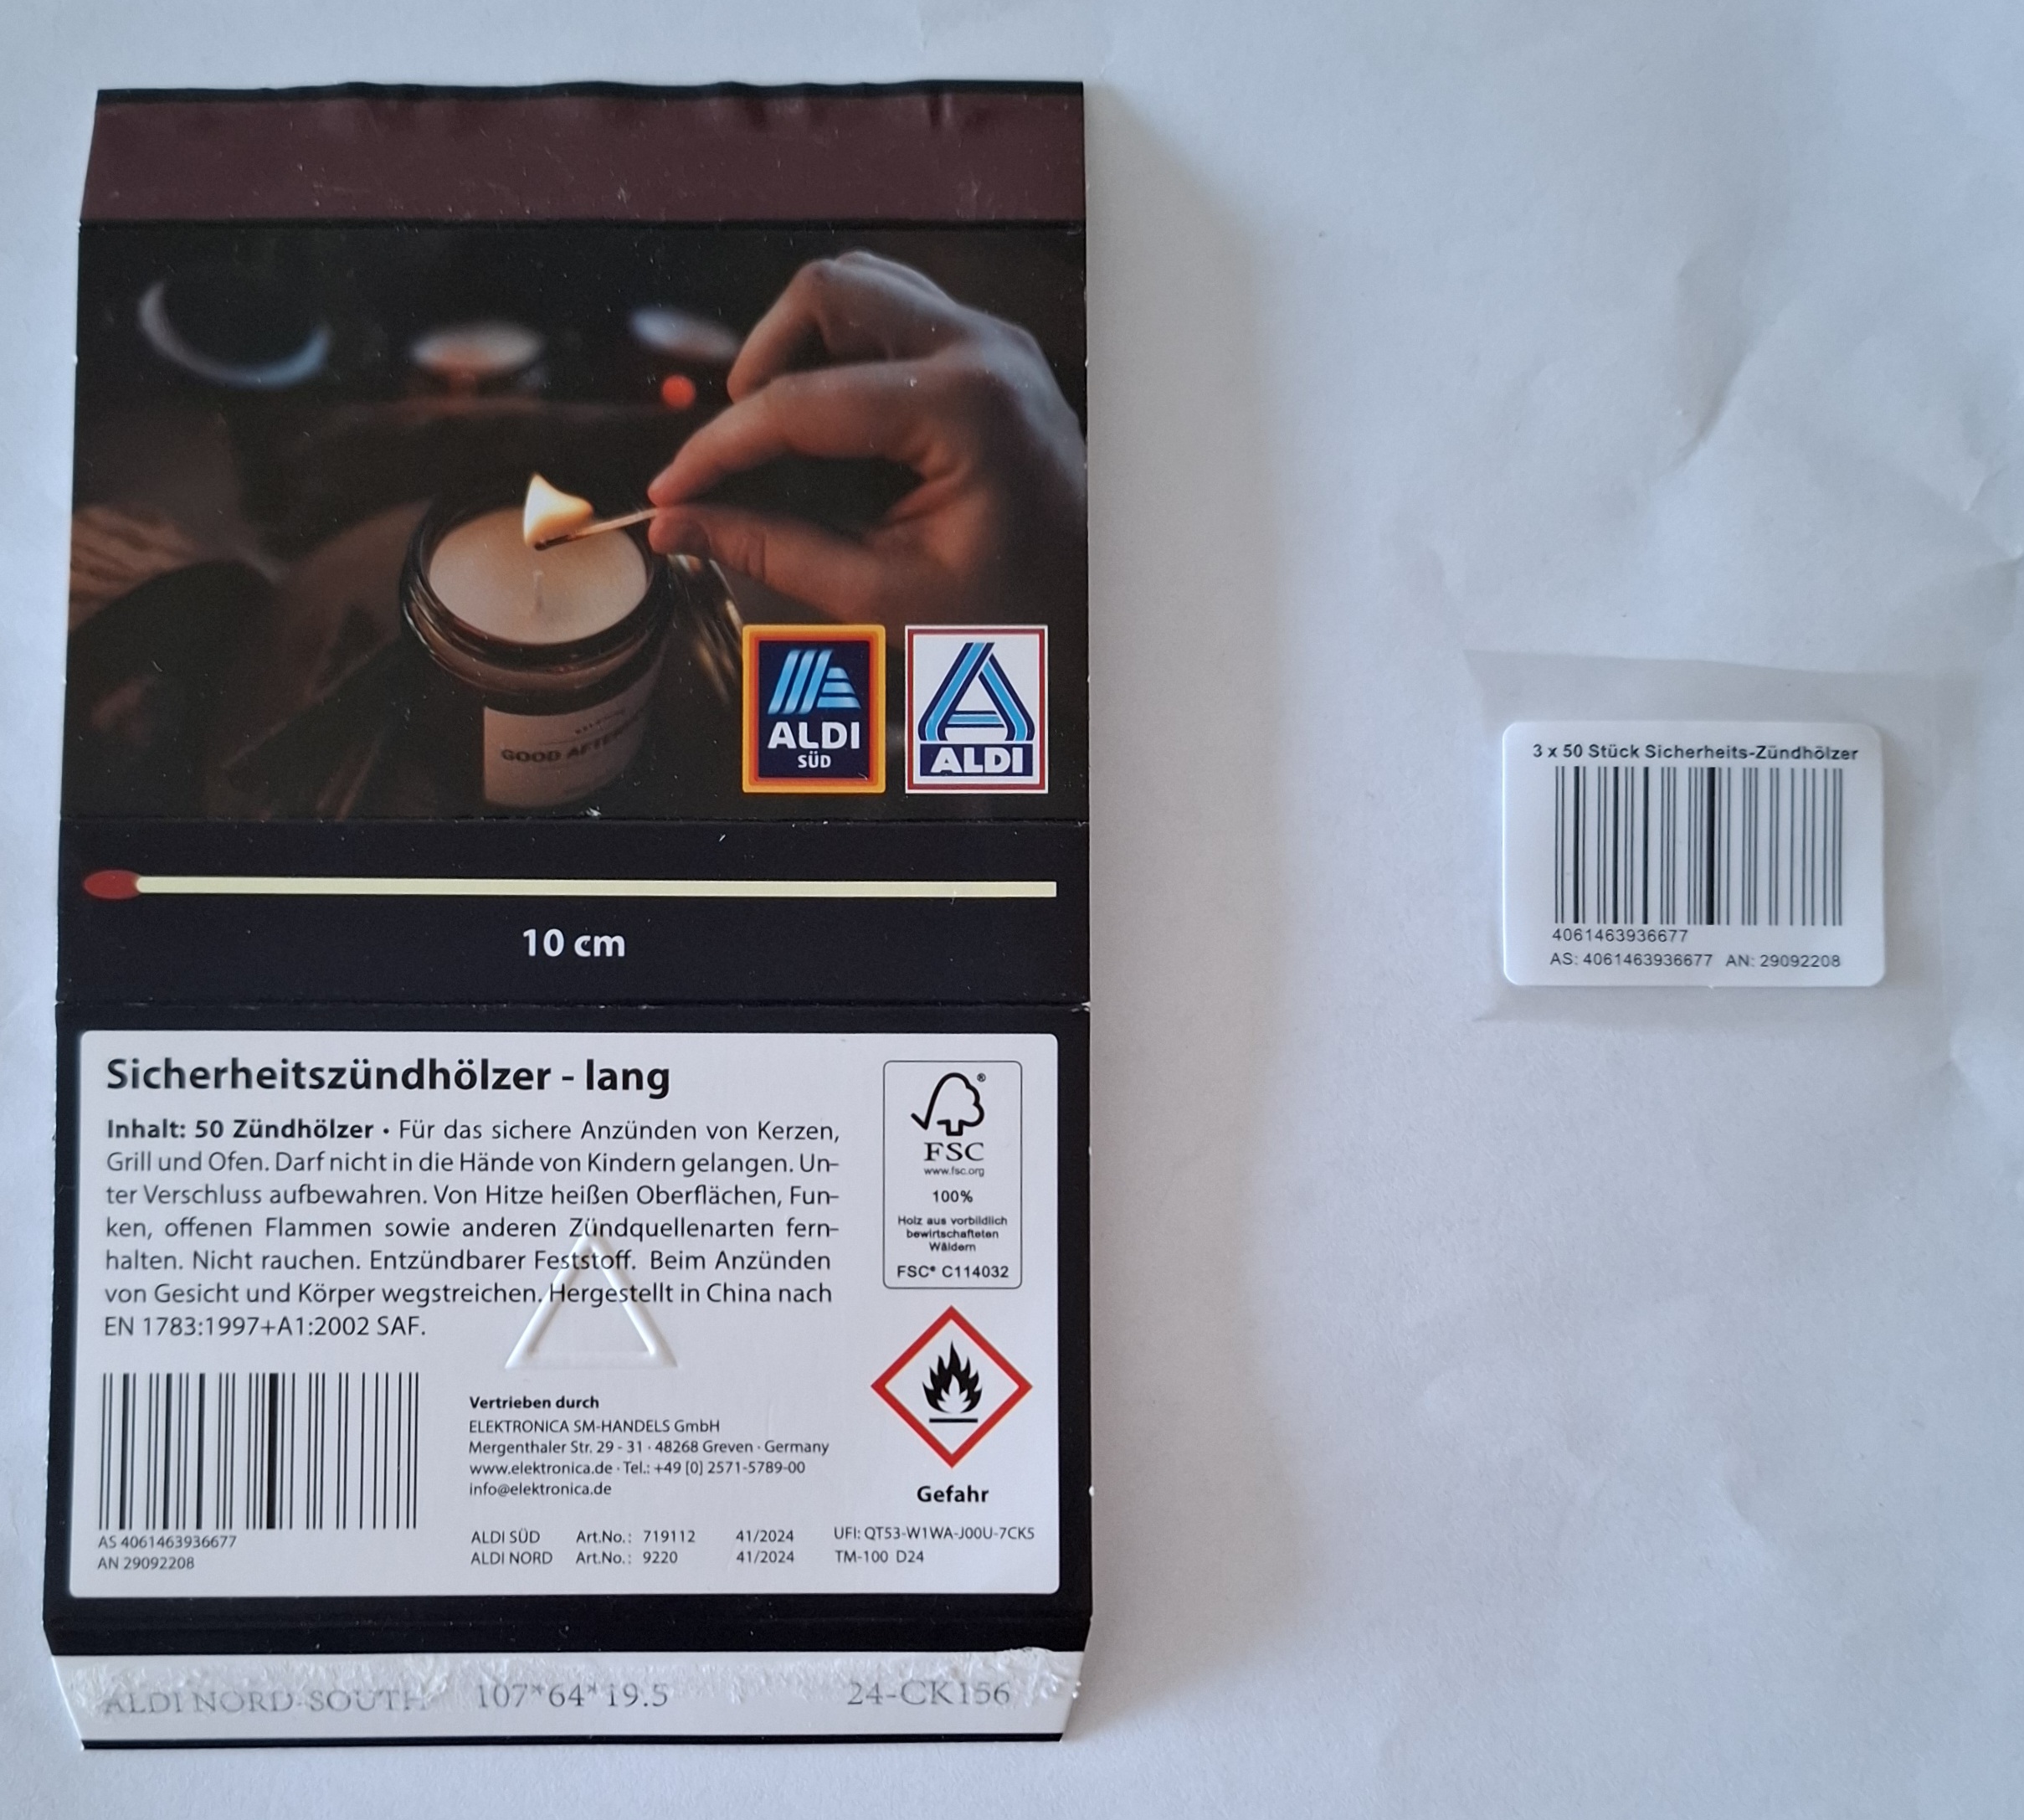 GOOD AFTER
ALDI
SÜD
ALDI
10 cm
Sicherheitszündhölzer - lang
Inhalt: 50 Zündhölzer • Für das sichere Anzünden von Kerzen,
Grill und Ofen. Darf nicht in die Hände von Kindern gelangen. Un-
ter Verschluss aufbewahren. Von Hitze heißen Oberflächen, Fun-
ken, offenen Flammen sowie anderen Zündquellenarten fern-
halten. Nicht rauchen. Entzündbarer Feststoff. Beim Anzünden
von Gesicht und Körper wegstreichen. Hergestellt in China nach
EN 1783:1997+A1:2002 SAF.
FSC
www.fsc.org
100%
Holz aus vorbildlich
bewirtschafteten
Wäldern
FSC® C114032
Gefahr
AS 4061463936677
AN 29092208
Vertrieben durch
ELEKTRONICA SM-HANDELS GmbH
Mergenthaler Str. 29 - 31 · 48268 Greven · Germany
www.elektronica.de · Tel.: +49 [0] 2571-5789-00
info@elektronica.de
ALDI SÜD Art.No.: 719112 41/2024
ALDI NORD Art.No.: 9220 41/2024
UFI: QT53-W1WA-J00U-7CK5
TM-100 D24
ALDI NORD-SOUTH 107*64*19.5 24-CK156
3 x 50 Stück Sicherheits-Zündhölzer
4061463936677
AS: 4061463936677 AN: 29092208